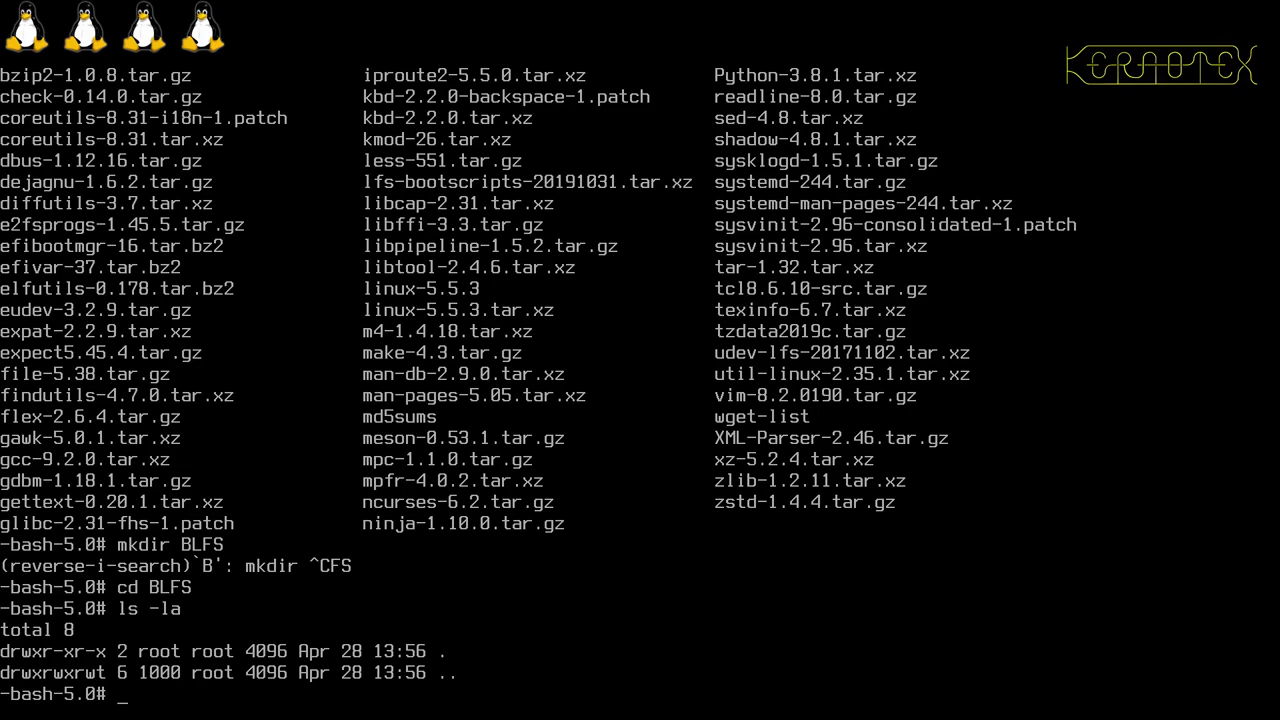 KERAOTEX
bzip2-1.0.8.tar.gz iproute2-5.5.0.tar.xz Python-3.8.1.tar.xz
check-0.14.0.tar.gz kbd-2.2.0-backspace-1.patch readline-8.0.tar.gz
coreutils-8.31-i18n-1.patch kbd-2.2.0.tar.xz sed-4.8.tar.xz
coreutils-8.31.tar.xz kmod-26.tar.xz shadow-4.8.1.tar.xz
dbus-1.12.16.tar.gz less-551.tar.gz sysklogd-1.5.1.tar.gz
dejagnu-1.6.2.tar.gz lfs-bootscripts-20191031.tar.xz systemd-244.tar.gz
diffutils-3.7.tar.xz libcap-2.31.tar.xz systemd-man-pages-244.tar.xz
e2fsprogs-1.45.5.tar.gz libffi-3.3.tar.gz sysvinit-2.96-consolidated-1.patch
efibootmgr-16.tar.bz2 libpipeline-1.5.2.tar.gz sysvinit-2.96.tar.xz
efivar-37.tar.bz2 libtool-2.4.6.tar.xz tar-1.32.tar.xz
elfutils-0.178.tar.bz2 linux-5.5.3 tcl8.6.10-src.tar.gz
eudev-3.2.9.tar.gz linux-5.5.3.tar.xz texinfo-6.7.tar.xz
expat-2.2.9.tar.xz m4-1.4.18.tar.xz tzdata2019c.tar.gz
expect5.45.4.tar.gz make-4.3.tar.gz udev-lfs-20171102.tar.xz
file-5.38.tar.gz man-db-2.9.0.tar.xz util-linux-2.35.1.tar.xz
findutils-4.7.0.tar.xz man-pages-5.05.tar.xz vim-8.2.0190.tar.gz
flex-2.6.4.tar.gz md5sums wget-list
gawk-5.0.1.tar.xz meson-0.53.1.tar.gz XML-Parser-2.46.tar.gz
gcc-9.2.0.tar.xz mpc-1.1.0.tar.gz xz-5.2.4.tar.xz
gdbm-1.18.1.tar.gz mpfr-4.0.2.tar.xz zlib-1.2.11.tar.xz
gettext-0.20.1.tar.xz ncurses-6.2.tar.gz zstd-1.4.4.tar.gz
glibc-2.31-fhs-1.patch ninja-1.10.0.tar.gz
-bash-5.0# mkdir BLFS
(reverse-i-search)`B': mkdir ^CFS
-bash-5.0# cd BLFS
-bash-5.0# ls -la
total 8
drwxr-xr-x 2 root root 4096 Apr 28 13:56 .
drwxrwxrwt 6 1000 root 4096 Apr 28 13:56 ..
-bash-5.0# _